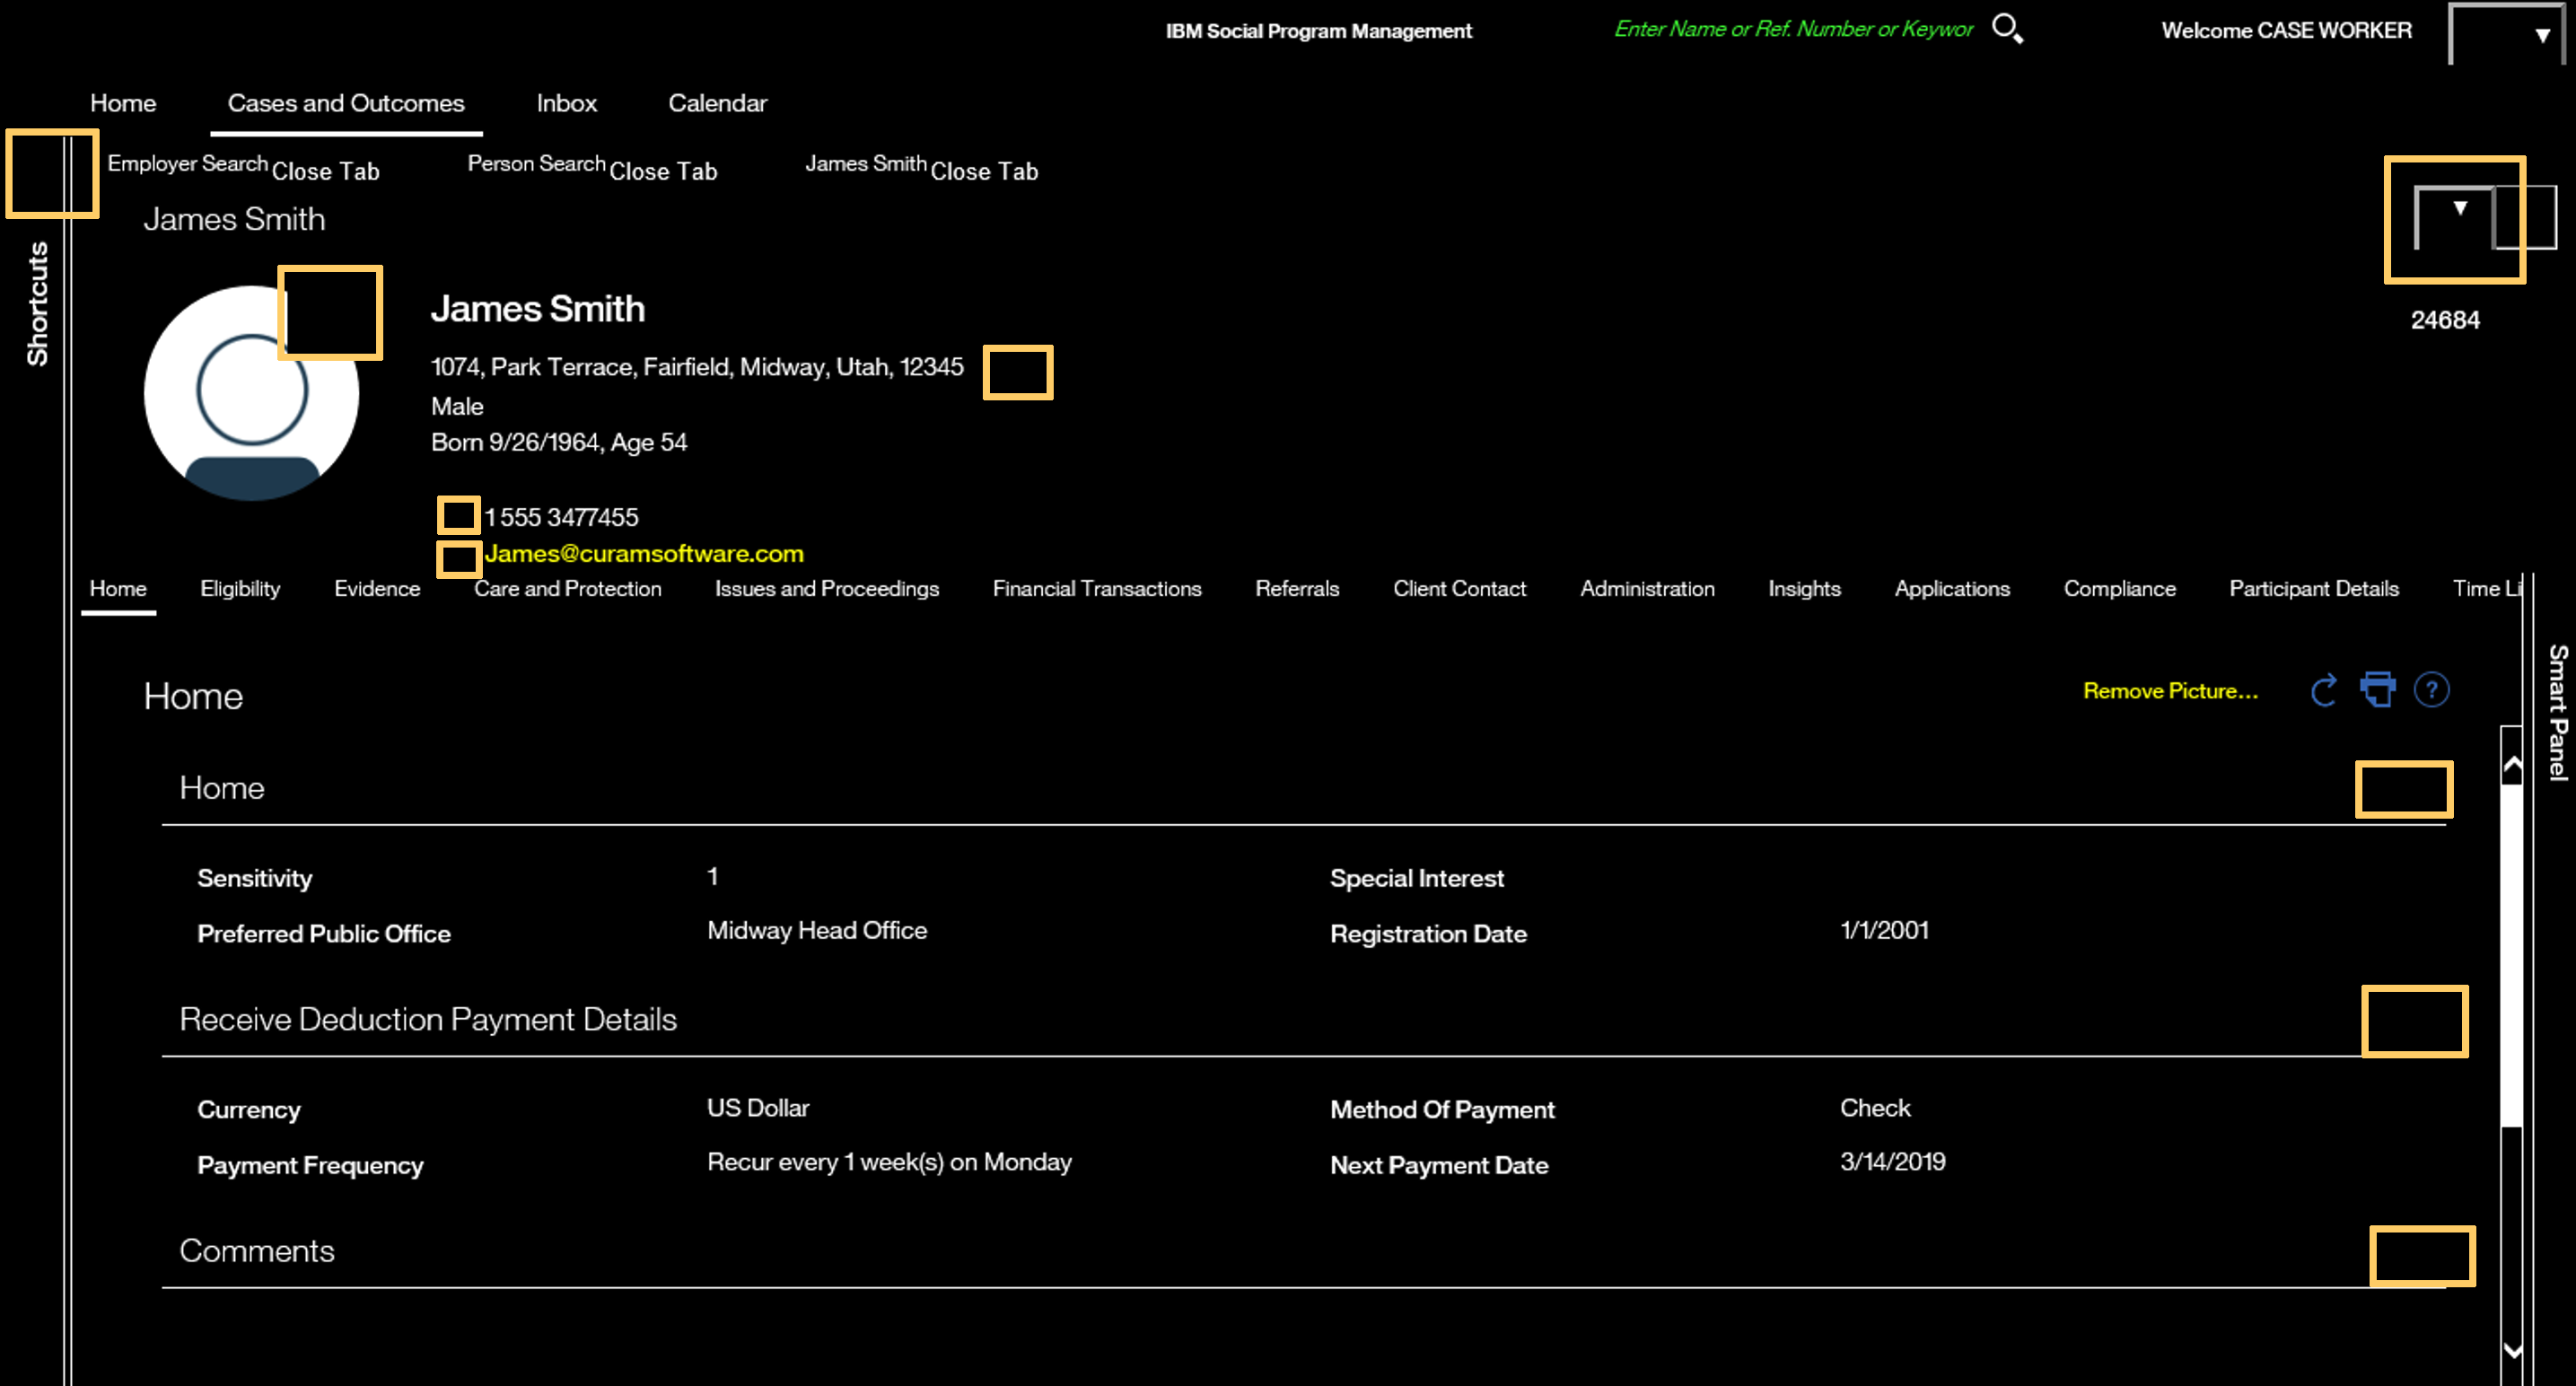 IBM Social Program Management
Enter Name or Ref. Number or Keywor
Welcome CASE WORKER
Home Cases and Outcomes Inbox Calendar
Employer Search Close Tab Person Search Close Tab James Smith Close Tab
James Smith
Shortcuts
James Smith
24684
1074, Park Terrace, Fairfield, Midway, Utah, 12345
Male
Born 9/26/1964, Age 54
1 555 3477455
James@curamsoftware.com
Home Eligibility Evidence Care and Protection Issues and Proceedings Financial Transactions Referrals Client Contact Administration Insights Applications Compliance Participant Details Time Li
Smart Panel
Home
Remove Picture...
?
Home
Sensitivity 1 Special Interest
Preferred Public Office Midway Head Office Registration Date 1/1/2001
Receive Deduction Payment Details
Currency US Dollar Method Of Payment Check
Payment Frequency Recur every 1 week(s) on Monday Next Payment Date 3/14/2019
Comments